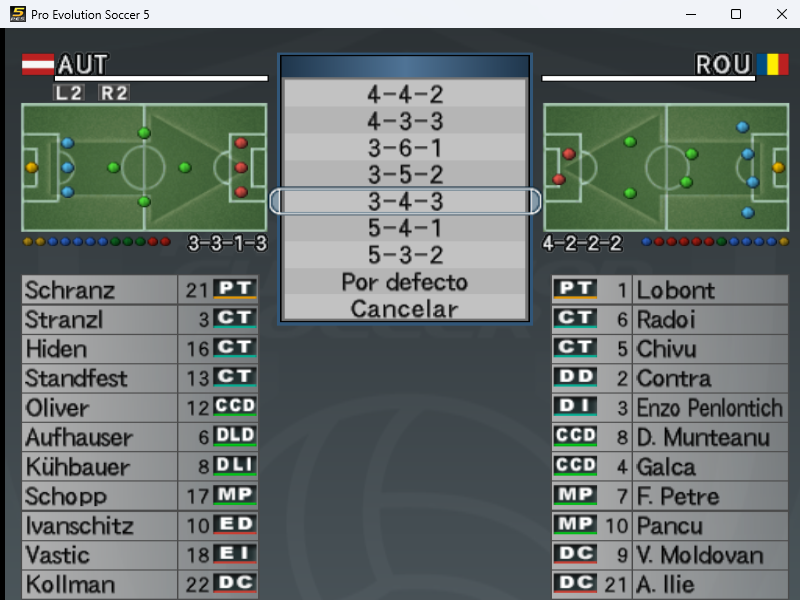 Pro Evolution Soccer 5
AUT
ROU
L2 R2
4-4-2
4-3-3
3-6-1
3-5-2
3-4-3
5-4-1
5-3-2
Por defecto
Cancelar
3-3-1-3
4-2-2-2
Schranz 21 PT
Stranzl 3 CT
Hiden 16 CT
Standfest 13 CT
Oliver 12 CCD
Aufhauser 6 DLD
Kühbauer 8 DLI
Schopp 17 MP
Ivanschitz 10 ED
Vastic 18 EI
Kollman 22 DC
PT 1 Lobont
CT 6 Radoi
CT 5 Chivu
DD 2 Contra
DI 3 Enzo Penlontich
CCD 8 D. Munteanu
CCD 4 Galca
MP 7 F. Petre
MP 10 Pancu
DC 9 V. Moldovan
DC 21 A. Ilie